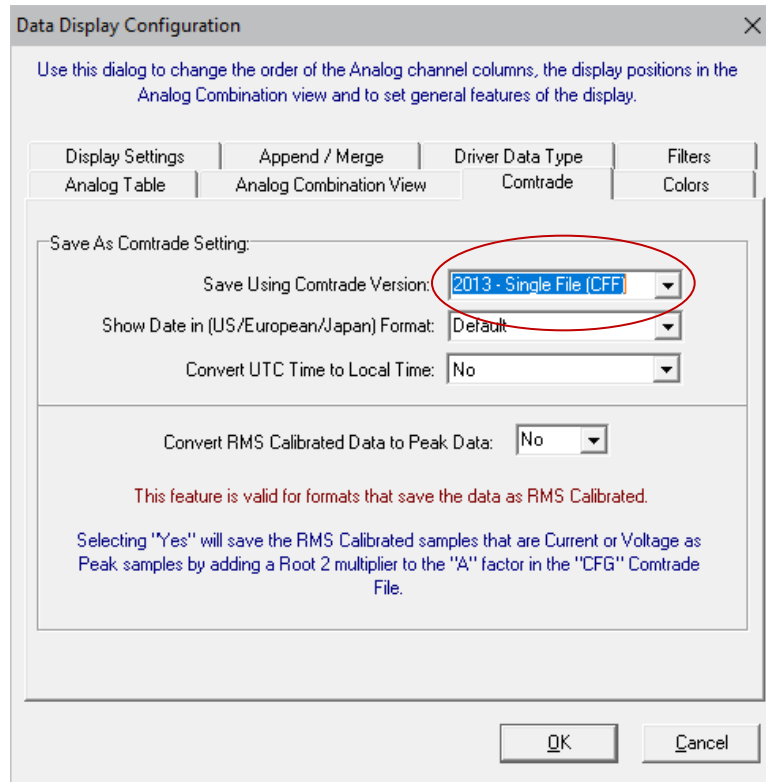 Data Display Configuration
Use this dialog to change the order of the Analog channel columns, the display positions in the
Analog Combination view and to set general features of the display.
Display Settings Append / Merge Driver Data Type Filters
Analog Table Analog Combination View Comtrade Colors
Save As Comtrade Setting:
Save Using Comtrade Version: 2013 - Single File (CFF)
Show Date in (US/European/Japan) Format: Default
Convert UTC Time to Local Time: No
Convert RMS Calibrated Data to Peak Data: No
This feature is valid for formats that save the data as RMS Calibrated.
Selecting "Yes" will save the RMS Calibrated samples that are Current or Voltage as
Peak samples by adding a Root 2 multiplier to the "A" factor in the "CFG" Comtrade
File.
OK Cancel